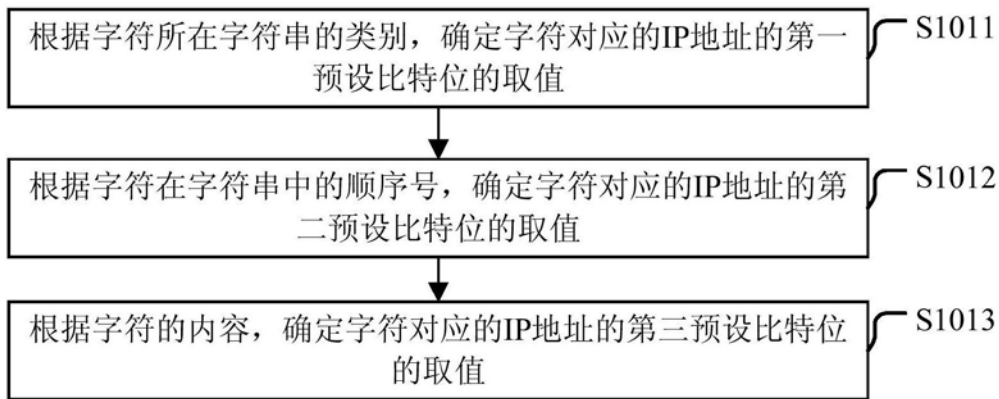 根据字符所在字符串的类别，确定字符对应的IP地址的第一
预设比特位的取值
S1011
根据字符在字符串中的顺序号，确定字符对应的IP地址的第
二预设比特位的取值
S1012
根据字符的内容，确定字符对应的IP地址的第三预设比特位
的取值
S1013